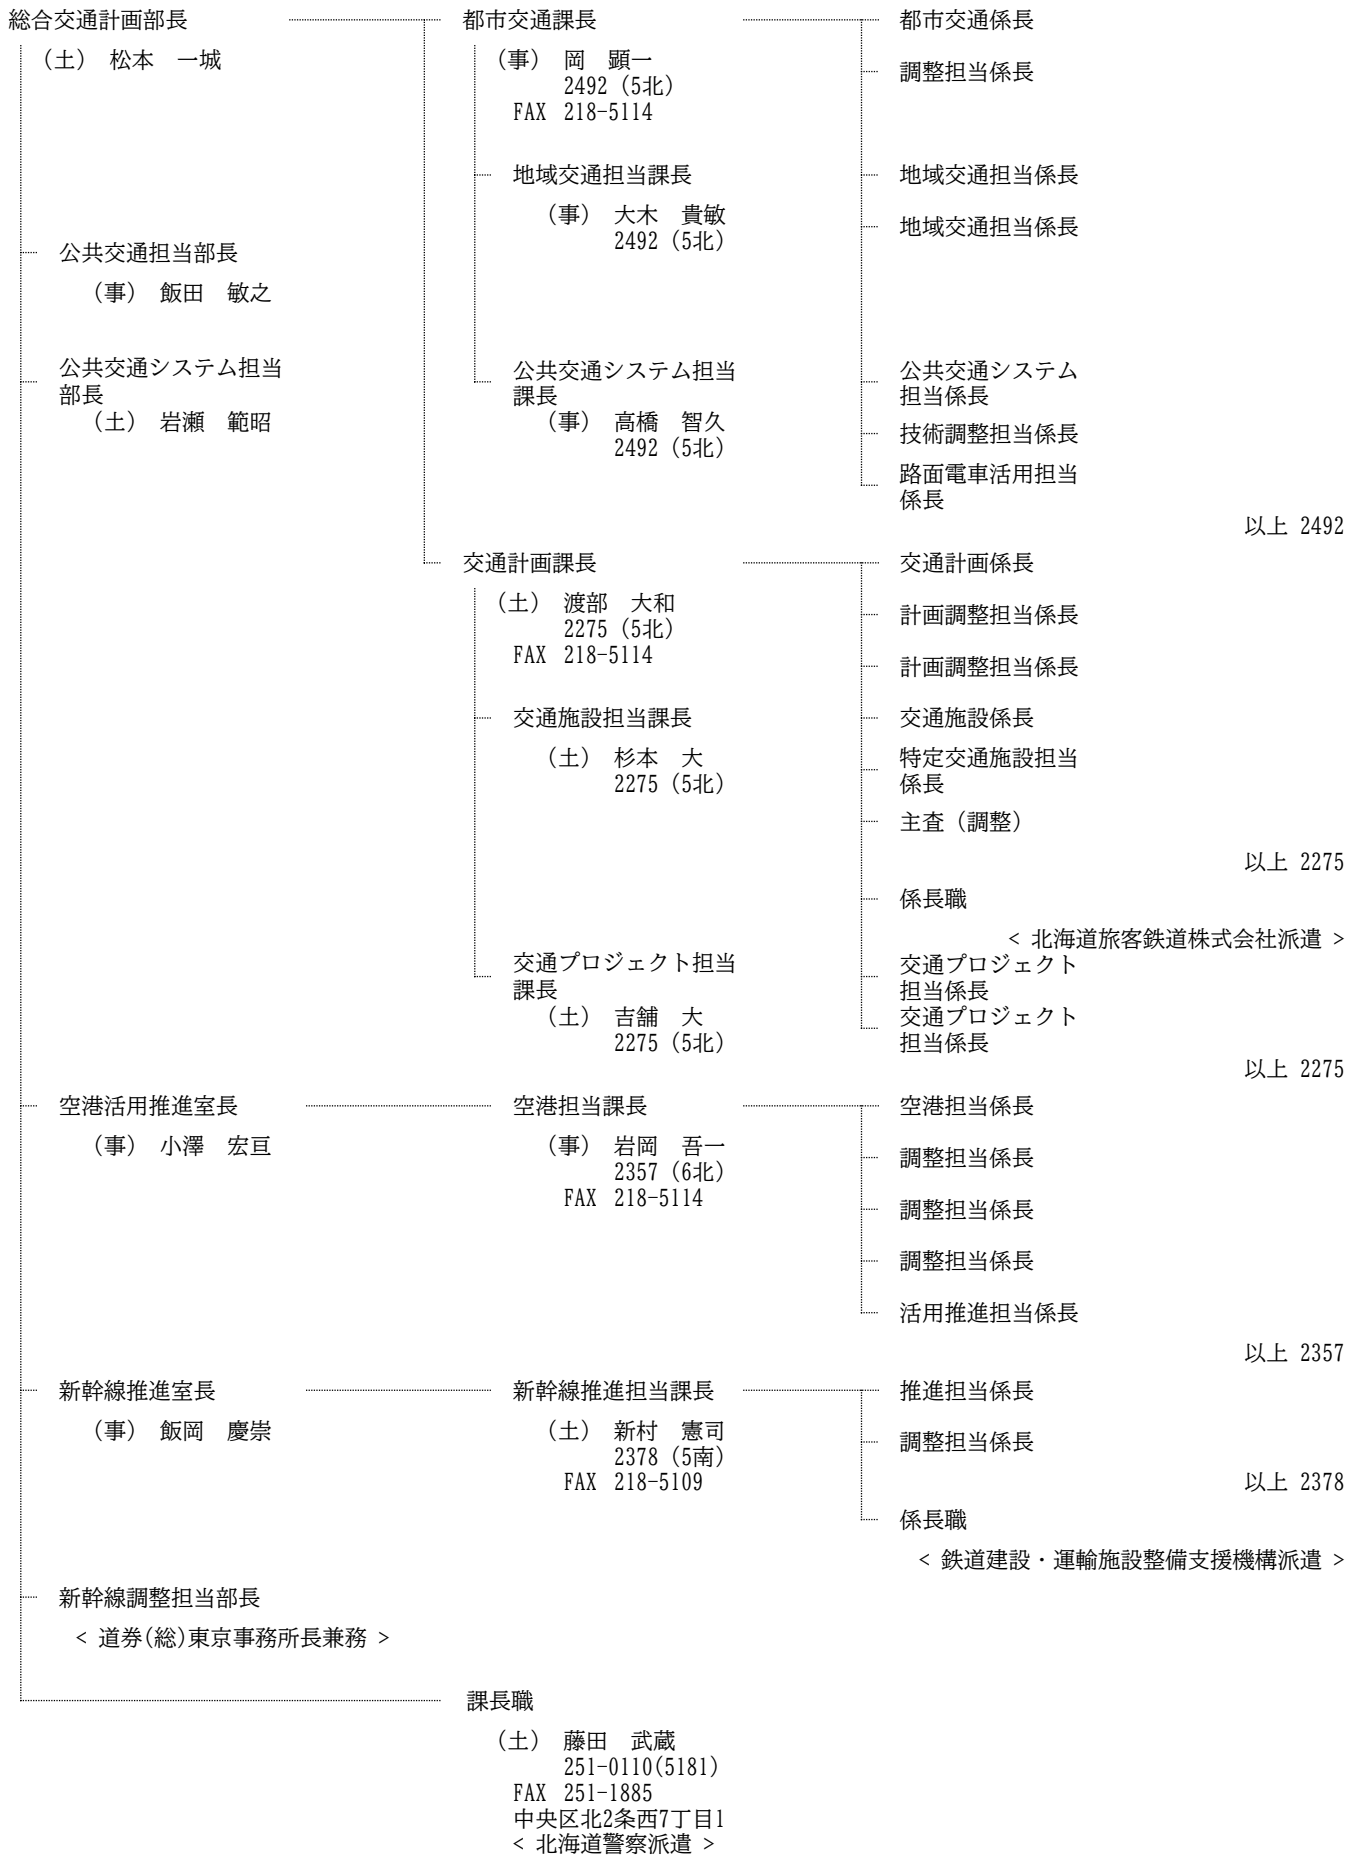 総合交通計画部長
（土） 松本　一城
公共交通担当部長
（事） 飯田　敏之
公共交通システム担当
部長
（土） 岩瀬　範昭
都市交通課長
（事） 岡　顕一
2492（5北）
FAX 218-5114
地域交通担当課長
（事） 大木　貴敏
2492（5北）
公共交通システム担当
課長
（事） 高橋　智久
2492（5北）
都市交通係長
調整担当係長
地域交通担当係長
地域交通担当係長
公共交通システム
担当係長
技術調整担当係長
路面電車活用担当
係長
以上 2492
交通計画課長
（土） 渡部　大和
2275（5北）
FAX 218-5114
交通施設担当課長
（土） 杉本　大
2275（5北）
交通プロジェクト担当
課長
（土） 吉舗　大
2275（5北）
交通計画係長
計画調整担当係長
計画調整担当係長
交通施設係長
特定交通施設担当
係長
主査（調整）
以上 2275
係長職
< 北海道旅客鉄道株式会社派遣 >
交通プロジェクト
担当係長
交通プロジェクト
担当係長
以上 2275
空港活用推進室長
（事） 小澤　宏亘
空港担当課長
（事） 岩岡　吾一
2357（6北）
FAX 218-5114
空港担当係長
調整担当係長
調整担当係長
調整担当係長
活用推進担当係長
以上 2357
新幹線推進室長
（事） 飯岡　慶崇
新幹線推進担当課長
（土） 新村　憲司
2378（5南）
FAX 218-5109
推進担当係長
調整担当係長
以上 2378
係長職
< 鉄道建設・運輸施設整備支援機構派遣 >
新幹線調整担当部長
< 道券(総)東京事務所長兼務 >
課長職
（土） 藤田　武蔵
251-0110(5181)
FAX 251-1885
中央区北2条西7丁目1
< 北海道警察派遣 >